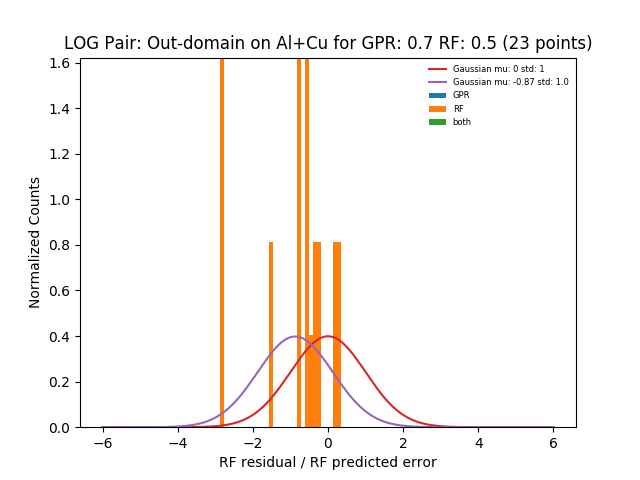 LOG Pair: Out-domain on Al+Cu for GPR: 0.7 RF: 0.5 (23 points)
Gaussian mu: 0 std: 1
Gaussian mu: -0.87 std: 1.0
GPR
RF
both
Normalized Counts
1.6
1.4
1.2
1.0
0.8
0.6
0.4
0.2
0.0
−6 −4 −2 0 2 4 6
RF residual / RF predicted error